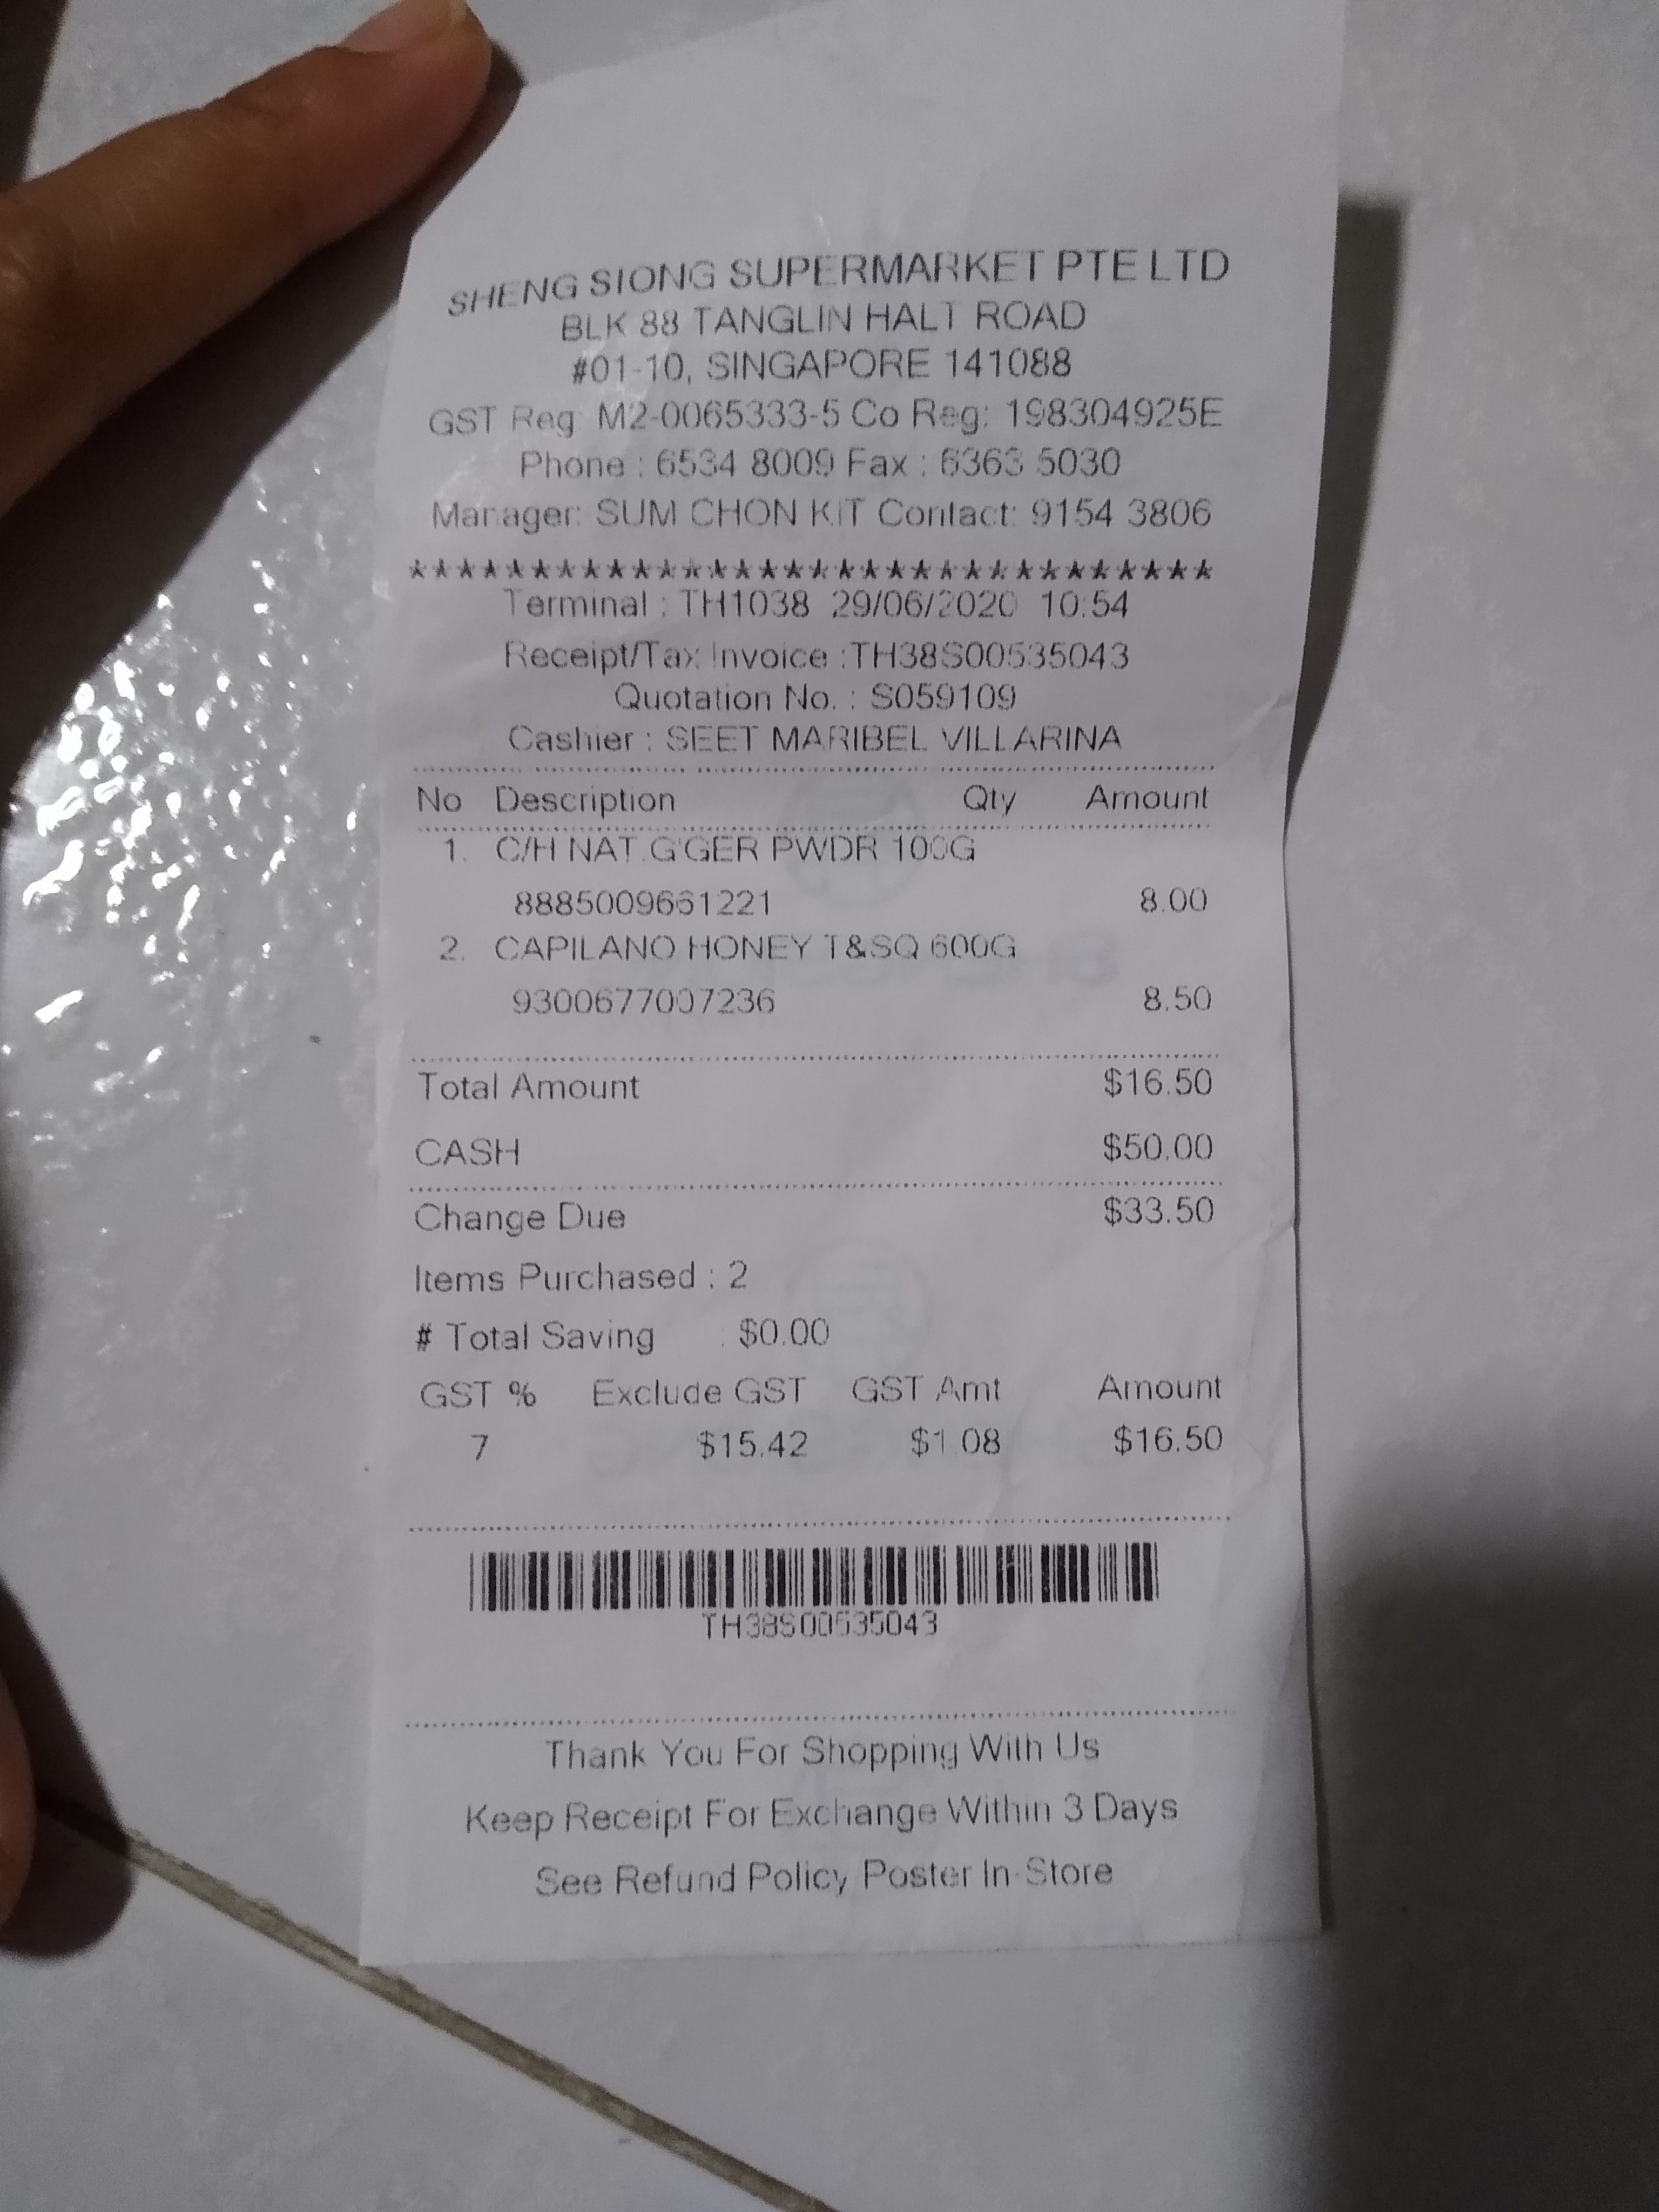 SHENG SIONG SUPERMARKET PTE LTD
BLK 88 TANGLIN HALT ROAD
#01-10, SINGAPORE 141088
GST Reg: M2-0065333-5 Co Reg: 198304925E
Phone : 6534 8009 Fax : 6363 5030
Manager: SUM CHON KIT Contact: 9154 3806
********************************
Terminal : TH1038 29/06/2020 10:54
Receipt/Tax Invoice :TH38S00535043
Quotation No. : S059109
Cashier : SEET MARIBEL VILLARINA
No Description Qty Amount
1. C/H NAT.G'GER PWDR 100G
8885009661221 8.00
2. CAPILANO HONEY T&SQ 600G
9300677007236 8.50
Total Amount $16.50
CASH $50.00
Change Due $33.50
Items Purchased : 2
# Total Saving : $0.00
GST % Exclude GST GST Amt Amount
7 $15.42 $1.08 $16.50
TH38S00535043
Thank You For Shopping With Us
Keep Receipt For Exchange Within 3 Days
See Refund Policy Poster In-Store